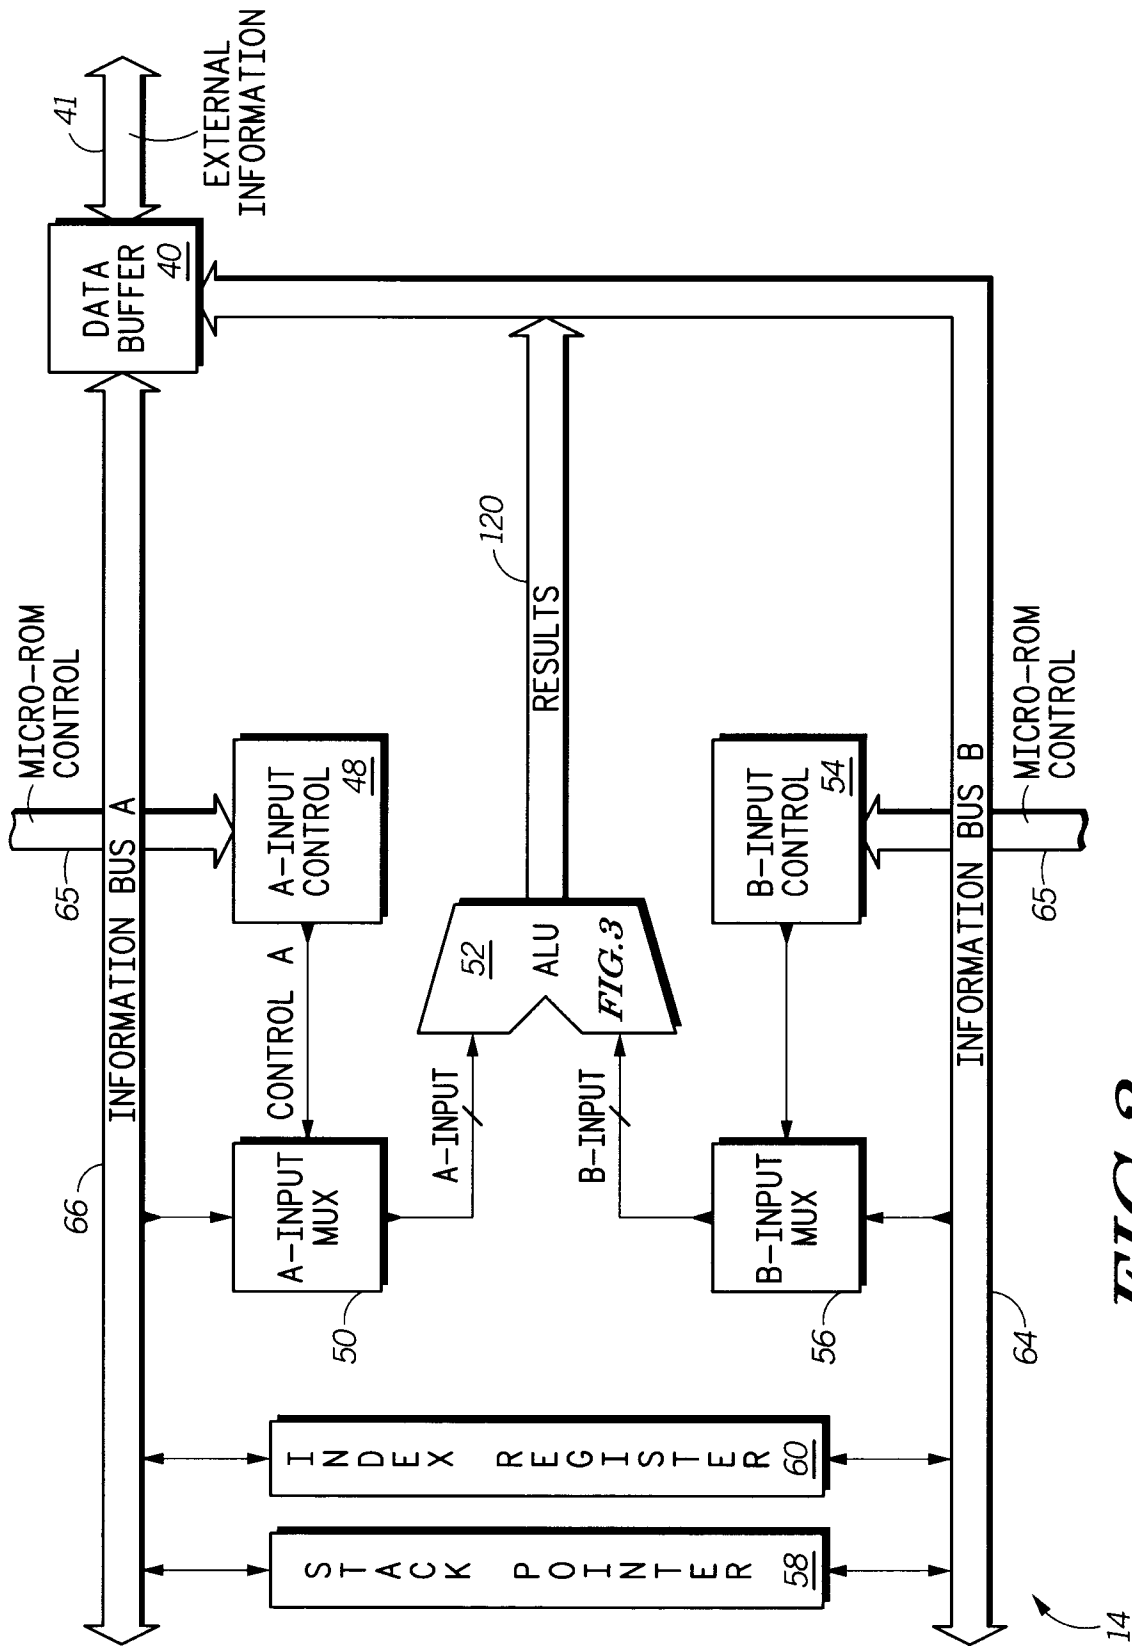 41
EXTERNAL
INFORMATION
DATA
BUFFER
40
MICRO-ROM
CONTROL
65
66
INFORMATION BUS A
A-INPUT
CONTROL
48
CONTROL A
A-INPUT
MUX
50
A-INPUT
52
ALU
FIG.3
RESULTS
120
B-INPUT
B-INPUT
CONTROL
54
B-INPUT
MUX
56
INDEX REGISTER
60
STACK POINTER
58
INFORMATION BUS B
64
65
MICRO-ROM
CONTROL
14